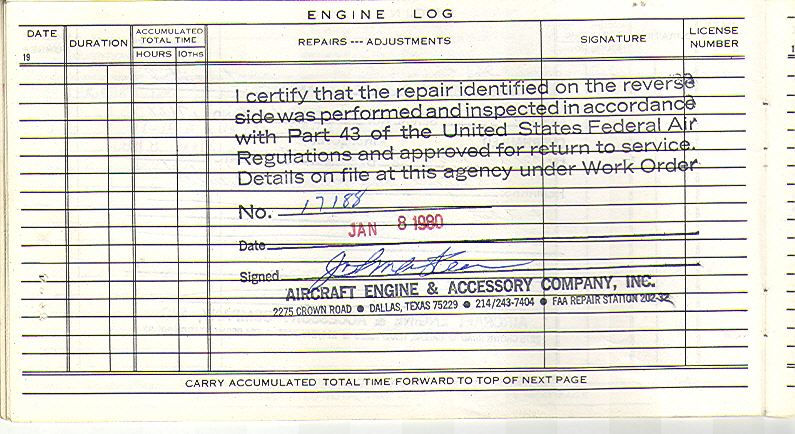 ENGINE LOG
DATE
19
DURATION
ACCUMULATED TOTAL TIME
HOURS 10THS
REPAIRS --- ADJUSTMENTS
SIGNATURE
LICENSE NUMBER
I certify that the repair identified on the reverse
side was performed and inspected in accordance
with Part 43 of the United States Federal Air
Regulations and approved for return to service.
Details on file at this agency under Work Order
No. 17188
Date JAN 8 1980
Signed
AIRCRAFT ENGINE & ACCESSORY COMPANY, INC.
2275 CROWN ROAD ● DALLAS, TEXAS 75229 ● 214/243-7404 ● FAA REPAIR STATION 202-32
CARRY ACCUMULATED TOTAL TIME FORWARD TO TOP OF NEXT PAGE